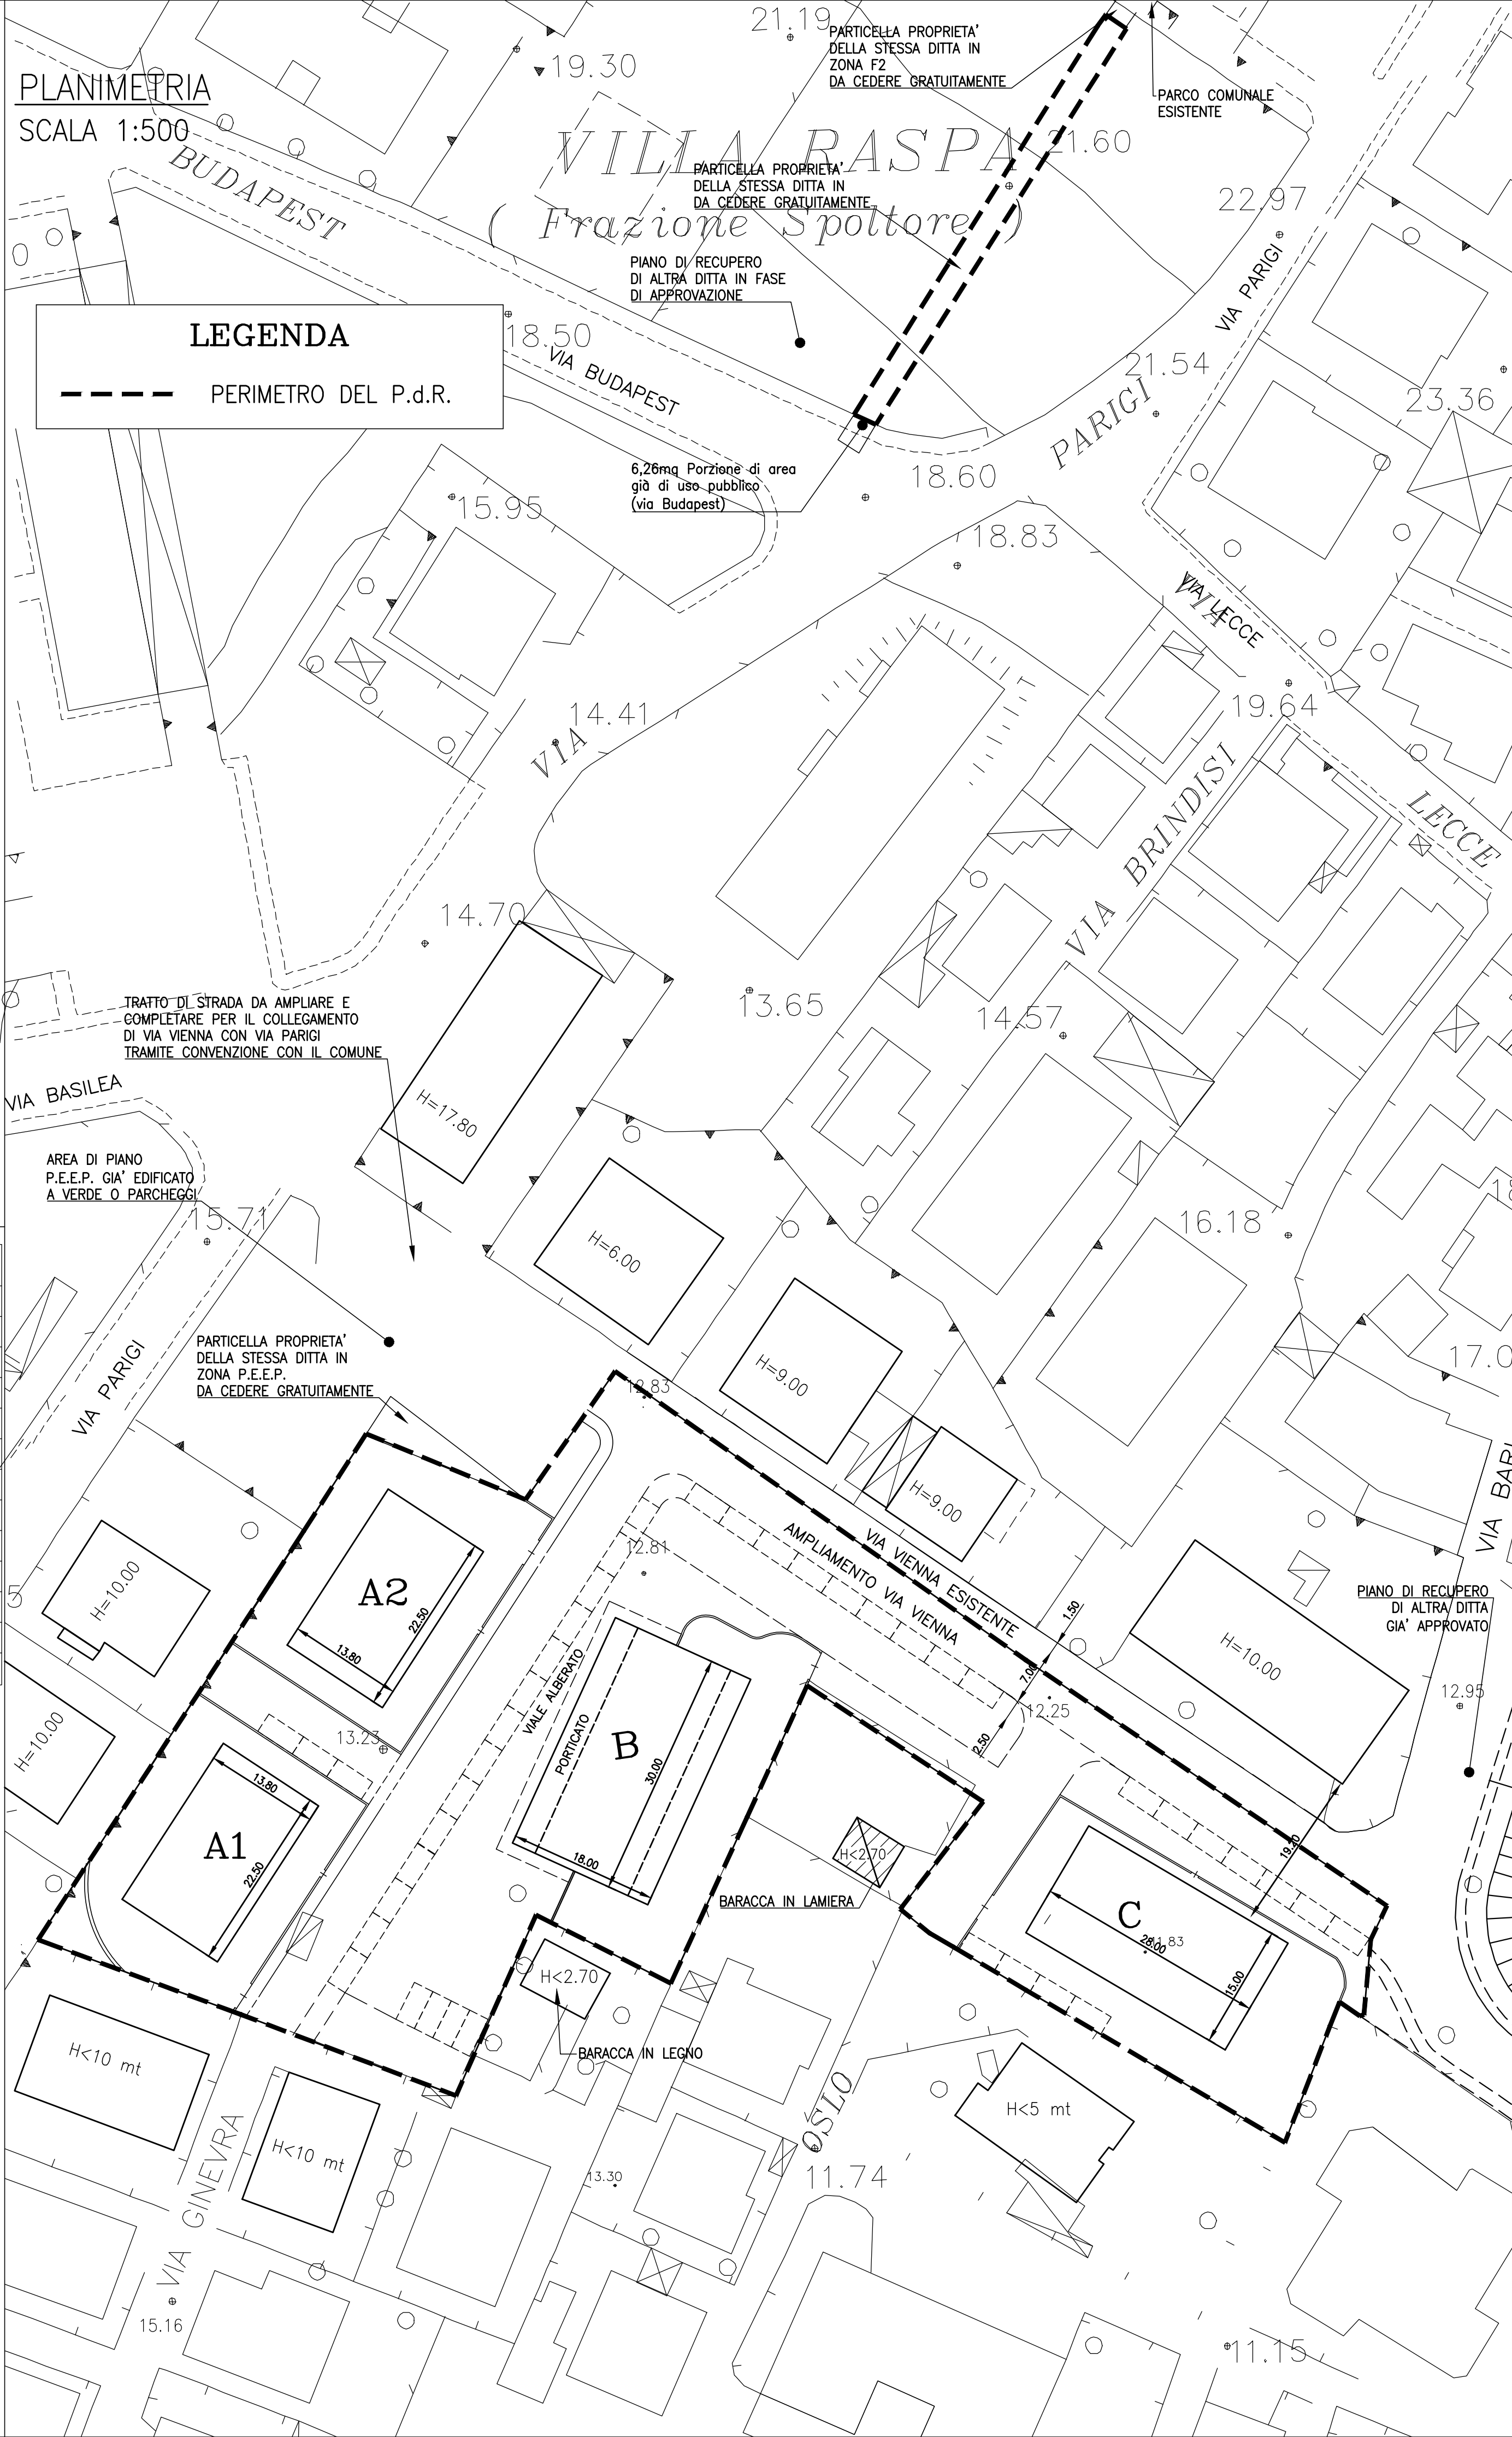 PLANIMETRIA
SCALA 1:500
BUDAPEST
19.30
21.19
PARTICELLA PROPRIETA'
DELLA STESSA DITTA IN
ZONA F2
DA CEDERE GRATUITAMENTE
PARCO COMUNALE
ESISTENTE
VILLA RASPA
21.60
PARTICELLA PROPRIETA'
DELLA STESSA DITTA IN
DA CEDERE GRATUITAMENTE
( Frazione Spoltore )
22.97
VIA PARIGI
PIANO DI RECUPERO
DI ALTRA DITTA IN FASE
DI APPROVAZIONE
LEGENDA
PERIMETRO DEL P.d.R.
18.50
VIA BUDAPEST
21.54
PARIGI
23.36
6,26mq Porzione di area
già di uso pubblico
(via Budapest)
18.60
15.95
18.83
VIA LECCE
VIA
19.64
14.41
VIA
VIA BRINDISI
LECCE
14.70
13.65
14.57
TRATTO DI STRADA DA AMPLIARE E
COMPLETARE PER IL COLLEGAMENTO
DI VIA VIENNA CON VIA PARIGI
TRAMITE CONVENZIONE CON IL COMUNE
VIA BASILEA
H=17.80
AREA DI PIANO
P.E.E.P. GIA' EDIFICATO
A VERDE O PARCHEGGI
15.71
H=6.00
16.18
PARTICELLA PROPRIETA'
DELLA STESSA DITTA IN
ZONA P.E.E.P.
DA CEDERE GRATUITAMENTE
VIA PARIGI
12.83
H=9.00
H=9.00
17.0
VIA BARI
12.81
AMPLIAMENTO VIA VIENNA
VIA VIENNA ESISTENTE
H=10.00
A2
22.50
13.80
1.50
7.00
2.50
12.25
H=10.00
PIANO DI RECUPERO
DI ALTRA DITTA
GIA' APPROVATO
12.95
VIALE ALBERATO
PORTICATO
B
30.00
18.00
H=10.00
13.23
13.80
A1
22.50
H<2.70
BARACCA IN LAMIERA
19.20
C
28.00
11.83
15.00
H<2.70
BARACCA IN LEGNO
H<10 mt
H<10 mt
H<5 mt
OSLO
11.74
13.30
VIA GINEVRA
15.16
11.15